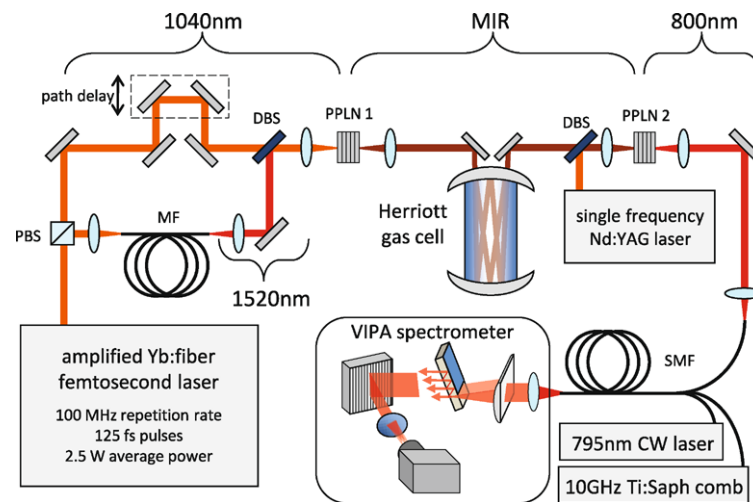 1040nm
MIR
800nm
path delay
DBS
PPLN 1
DBS
PPLN 2
PBS
MF
1520nm
Herriott
gas cell
single frequency
Nd:YAG laser
amplified Yb:fiber
femtosecond laser
100 MHz repetition rate
125 fs pulses
2.5 W average power
VIPA spectrometer
SMF
795nm CW laser
10GHz Ti:Saph comb